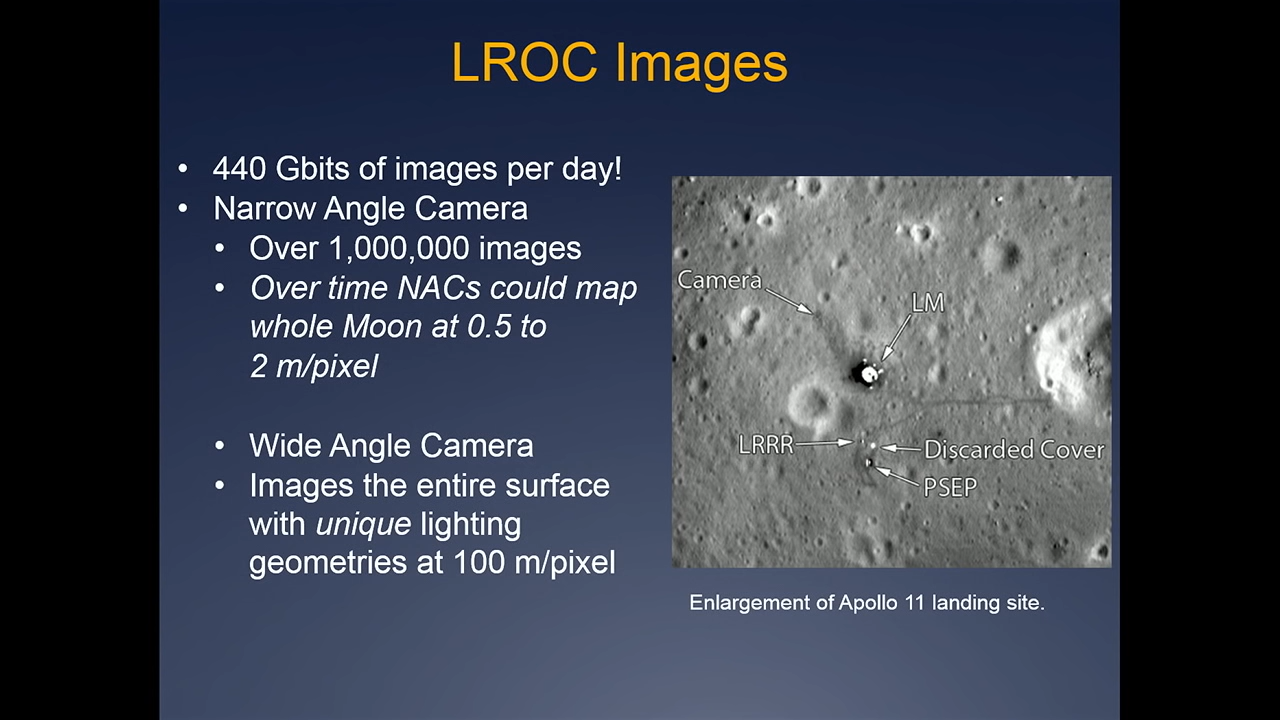 LROC Images
• 440 Gbits of images per day!
• Narrow Angle Camera
• Over 1,000,000 images
• Over time NACs could map
whole Moon at 0.5 to
2 m/pixel
• Wide Angle Camera
• Images the entire surface
with unique lighting
geometries at 100 m/pixel
Camera
LM
LRRR
Discarded Cover
PSEP
Enlargement of Apollo 11 landing site.